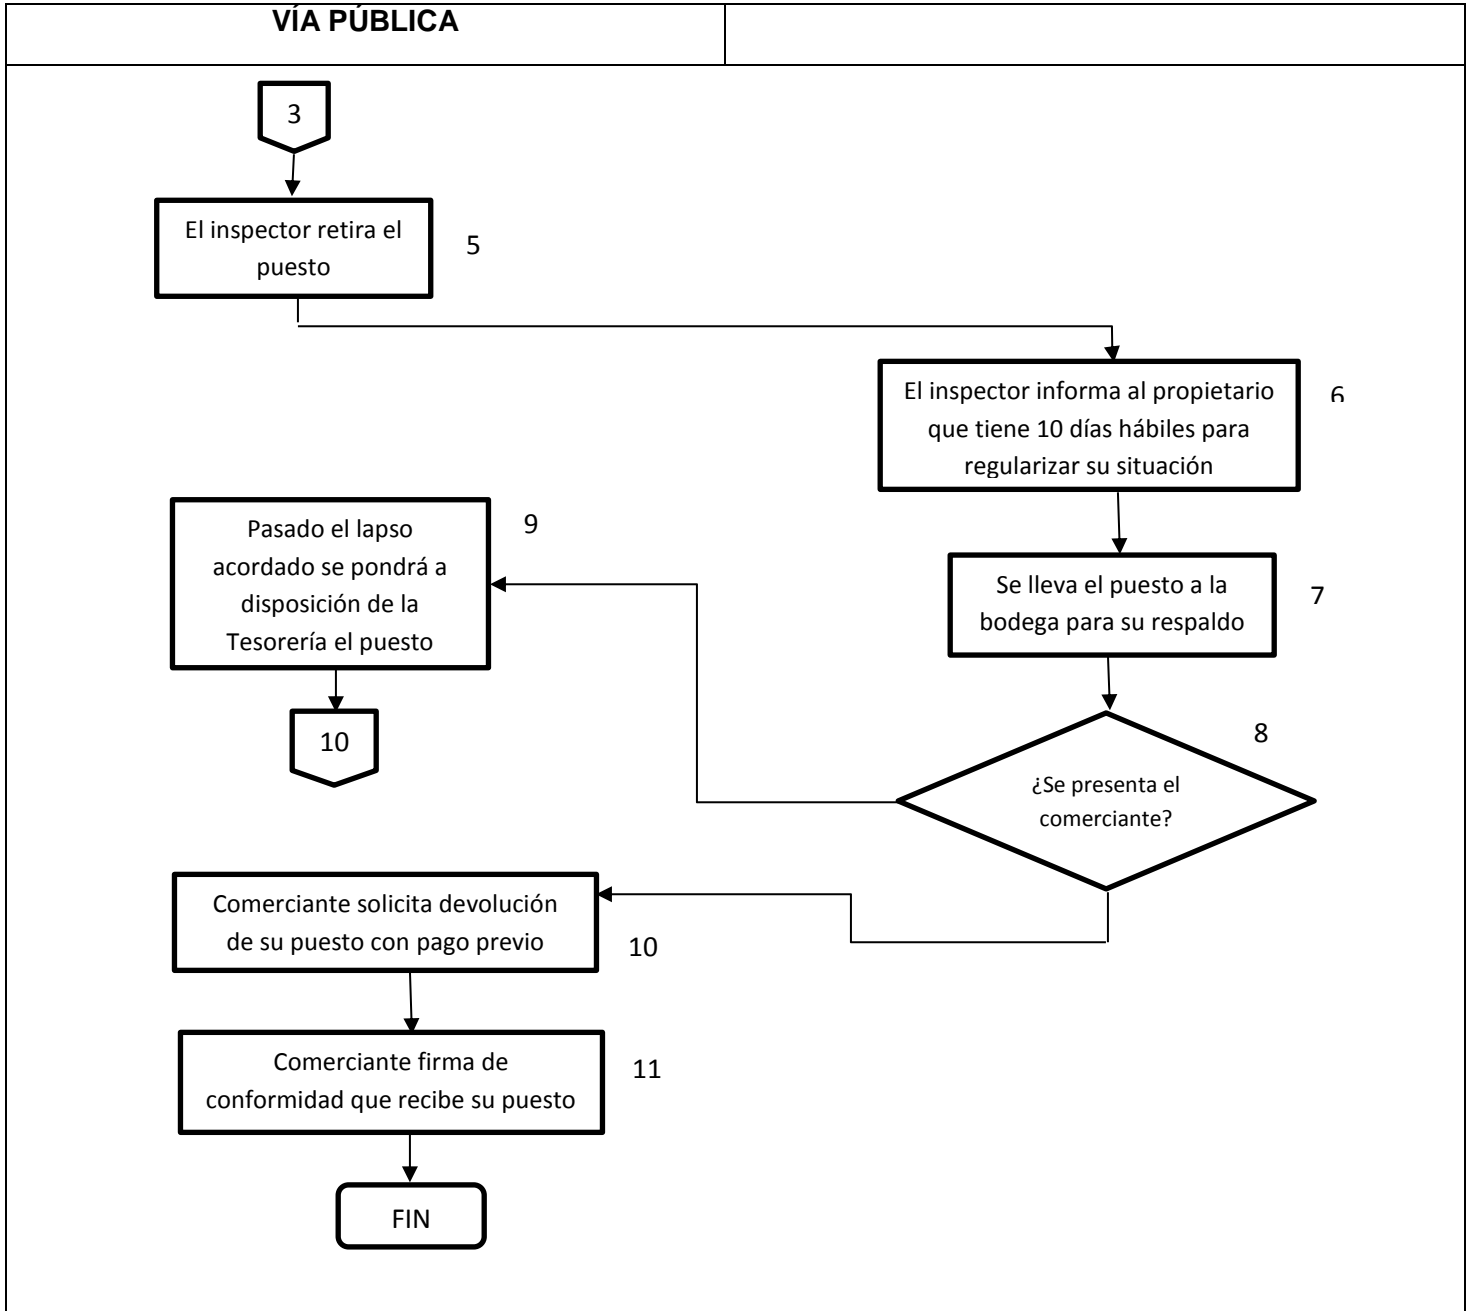 VÍA PÚBLICA
3
El inspector retira el
puesto
5
El inspector informa al propietario
que tiene 10 días hábiles para
regularizar su situación
6
Se lleva el puesto a la
bodega para su respaldo
7
¿Se presenta el
comerciante?
8
Pasado el lapso
acordado se pondrá a
disposición de la
Tesorería el puesto
9
10
Comerciante solicita devolución
de su puesto con pago previo
10
Comerciante firma de
conformidad que recibe su puesto
11
FIN